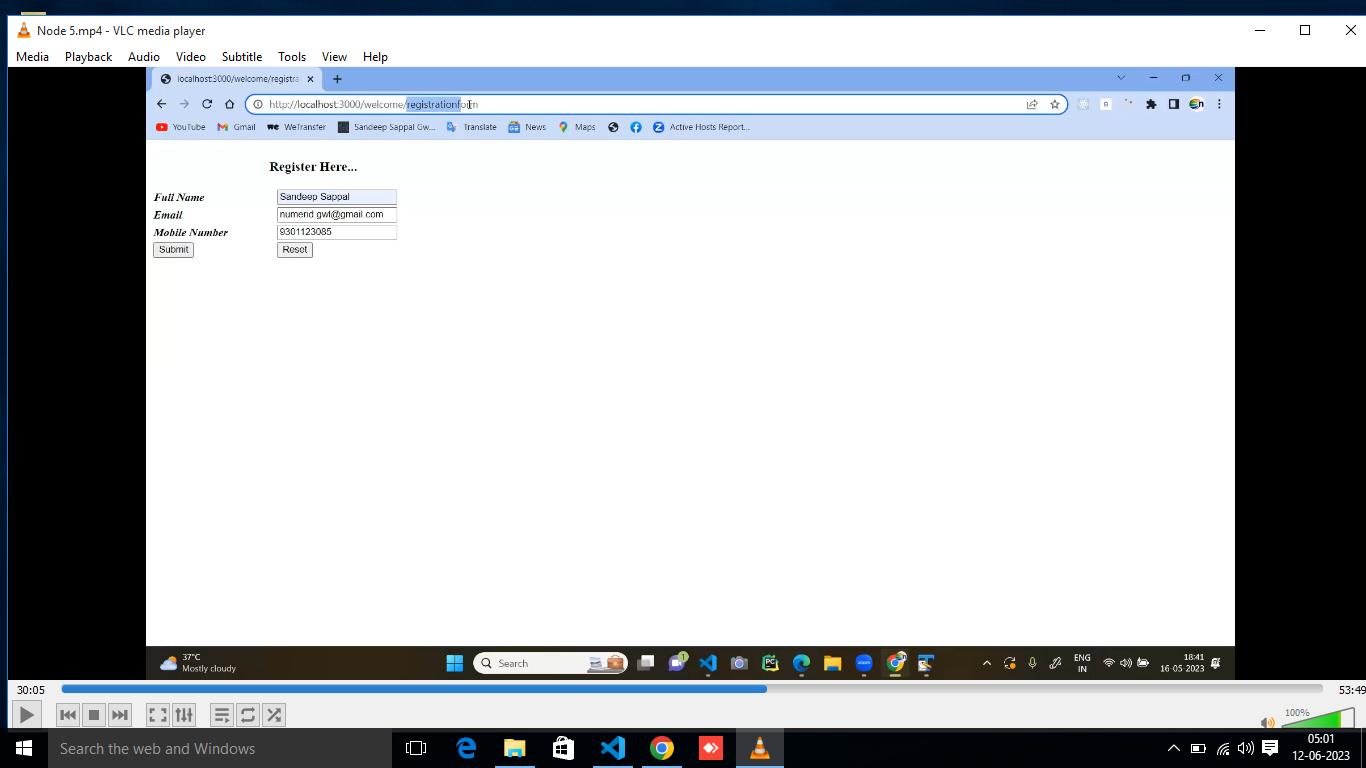 Node 5.mp4 - VLC media player
Media Playback Audio Video Subtitle Tools View Help
localhost:3000/welcome/registra
http://localhost:3000/welcome/registrationform
YouTube Gmail WeTransfer Sandeep Sappal Gw... Translate News Maps Active Hosts Report...
Register Here...
Full Name Sandeep Sappal
Email numerid.gwl@gmail.com
Mobile Number 9301123085
Submit Reset
37°C
Mostly cloudy
Search
ENG
IN
18:41
16-05-2023
30:05
53:49
100%
Search the web and Windows
05:01
12-06-2023